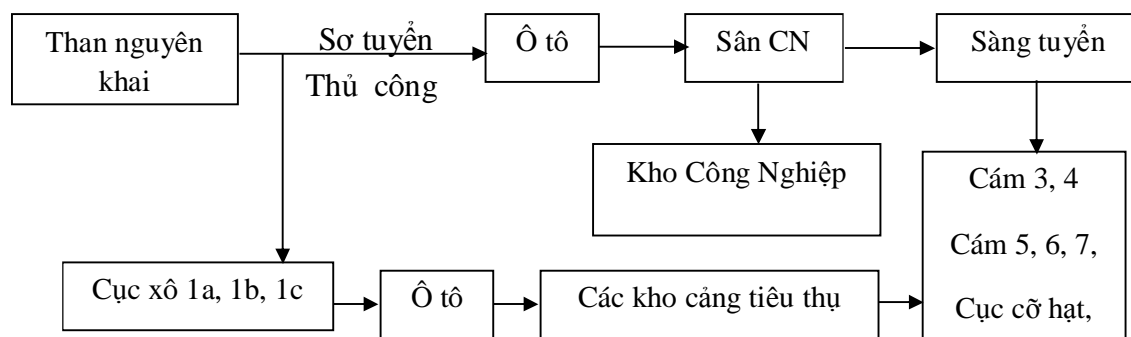 Than nguyên
khai
Sơ tuyển
Thủ công
Ô tô
Sân CN
Sàng tuyển
Kho Công Nghiệp
Cám 3, 4
Cám 5, 6, 7,
Cục cỡ hạt,
Cục xô 1a, 1b, 1c
Ô tô
Các kho cảng tiêu thụ